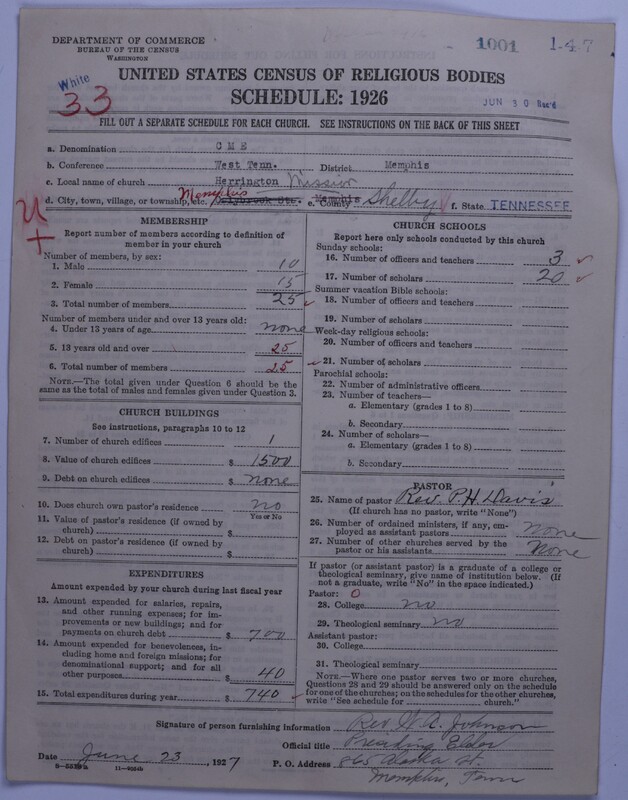 DEPARTMENT OF COMMERCE
BUREAU OF THE CENSUS
WASHINGTON
1001 1-4-7
White
33
UNITED STATES CENSUS OF RELIGIOUS BODIES
SCHEDULE: 1926
JUN 30 Rec'd
FILL OUT A SEPARATE SCHEDULE FOR EACH CHURCH. SEE INSTRUCTIONS ON THE BACK OF THIS SHEET
a. Denomination C M E
b. Conference West Tenn. District Memphis
c. Local name of church Herrington Mission
d. City, town, village, or township, etc. Memphis e. County Memphis Shelby f. State TENNESSEE
U
+
MEMBERSHIP
Report number of members according to definition of
member in your church
Number of members, by sex:
1. Male 10
2. Female 15
3. Total number of members 25
Number of members under and over 13 years old:
4. Under 13 years of age none
5. 13 years old and over 25
6. Total number of members 25
NOTE.—The total given under Question 6 should be
same as the total of males and females given under Question 3.
CHURCH BUILDINGS
See instructions, paragraphs 10 to 12
7. Number of church edifices 1
8. Value of church edifices $ 1500
9. Debt on church edifices $ None
10. Does church own pastor's residence no
Yes or No
11. Value of pastor's residence (if owned by
church) $
12. Debt on pastor's residence (if owned by
church) $
EXPENDITURES
Amount expended by your church during last fiscal year
13. Amount expended for salaries, repairs,
and other running expenses; for im-
provements or new buildings; and for
payments on church debt $ 700
14. Amount expended for benevolences, in-
cluding home and foreign missions; for
denominational support; and for all
other purposes $ 40
15. Total expenditures during year $ 740
CHURCH SCHOOLS
Report here only schools conducted by this church
Sunday schools:
16. Number of officers and teachers 3
17. Number of scholars 20
Summer vacation Bible schools:
18. Number of officers and teachers
19. Number of scholars
Week-day religious schools:
20. Number of officers and teachers
21. Number of scholars
Parochial schools:
22. Number of administrative officers
23. Number of teachers—
a. Elementary (grades 1 to 8)
b. Secondary
24. Number of scholars—
a. Elementary (grades 1 to 8)
b. Secondary
PASTOR
25. Name of pastor Rev. P. H. Davis
(If church has no pastor, write "None")
26. Number of ordained ministers, if any, em-
ployed as assistant pastors None
27. Number of other churches served by the
pastor or his assistants None
If pastor (or assistant pastor) is a graduate of a college or
theological seminary, give name of institution below. (If
not a graduate, write "No" in the space indicated.)
Pastor: 0
28. College no
29. Theological seminary no
Assistant pastor:
30. College
31. Theological seminary
NOTE.—Where one pastor serves two or more churches,
Questions 28 and 29 should be answered only on the schedule
for one of the churches; on the schedules for the other churches,
write "See schedule for church."
Signature of person furnishing information Rev. W. A. Johnson
Official title Presiding Elder
Date June 23, 1927 P. O. Address 865 Alaska St.
8-5579a 11-9034b Memphis, Tenn